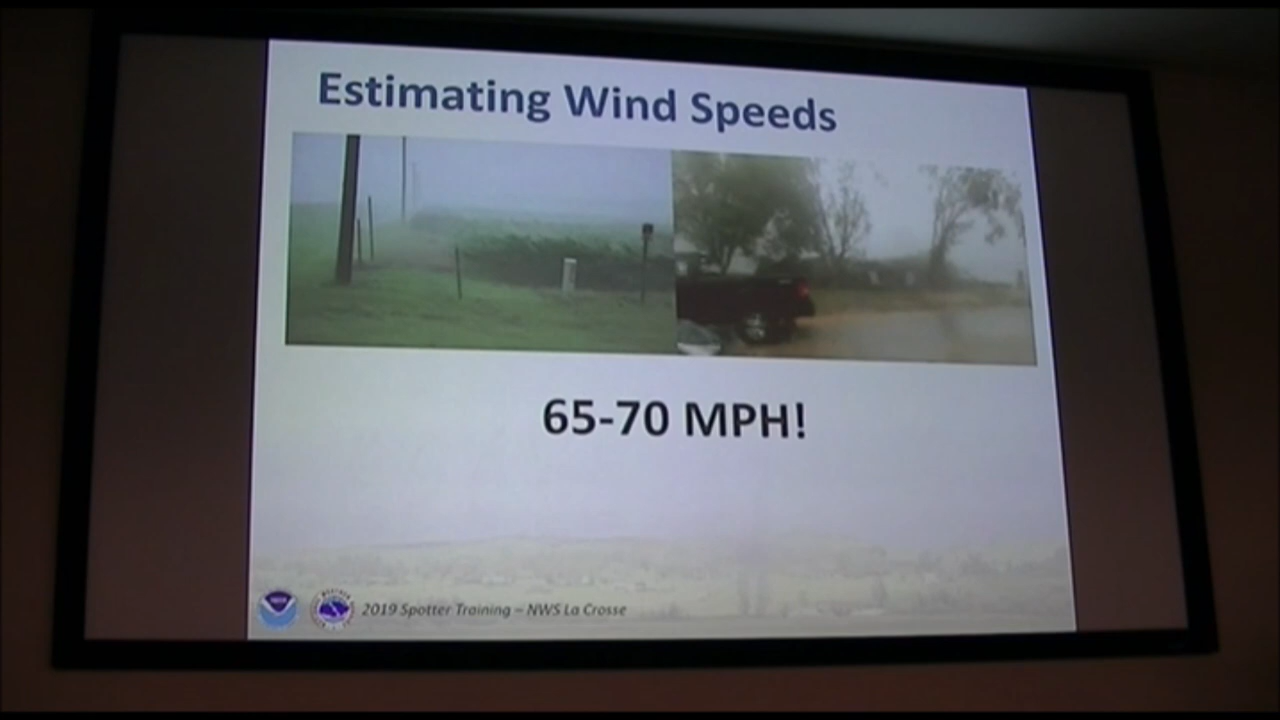 Estimating Wind Speeds
65-70 MPH!
2019 Spotter Training – NWS La Crosse